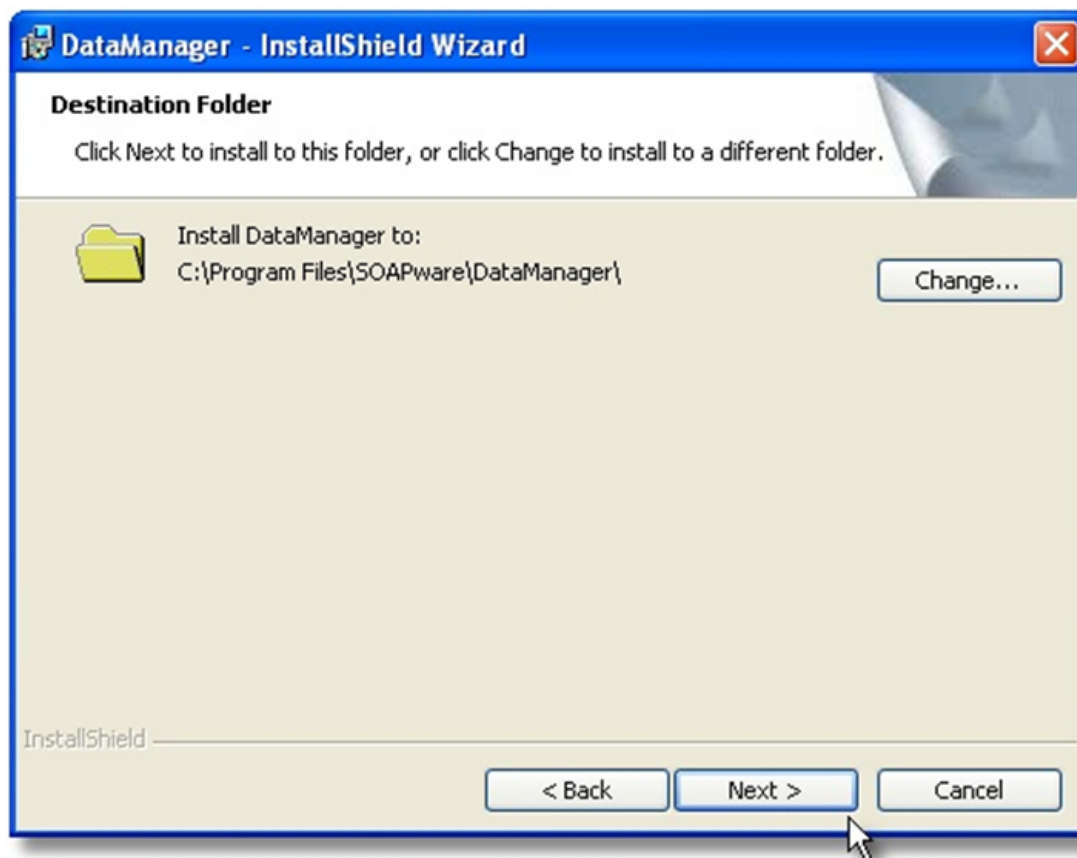 DataManager - InstallShield Wizard
Destination Folder
Click Next to install to this folder, or click Change to install to a different folder.
Install DataManager to:
C:\Program Files\SOAPware\DataManager\
Change...
InstallShield
< Back
Next >
Cancel